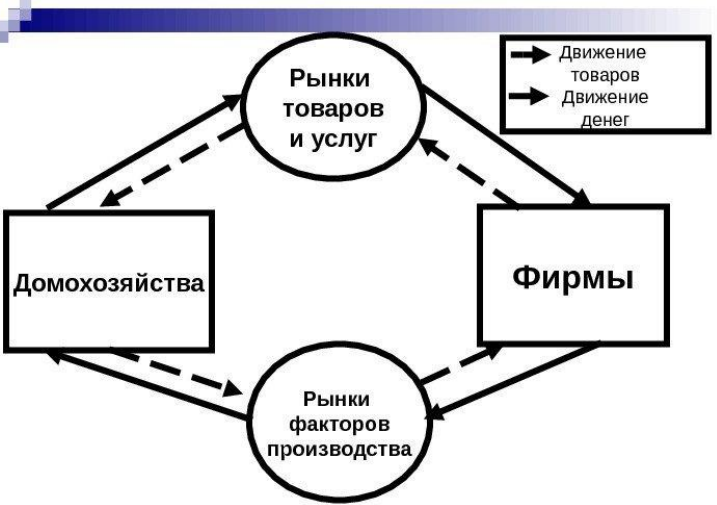 Рынки
товаров
и услуг
Движение
товаров
Движение
денег
Домохозяйства
Фирмы
Рынки
факторов
производства